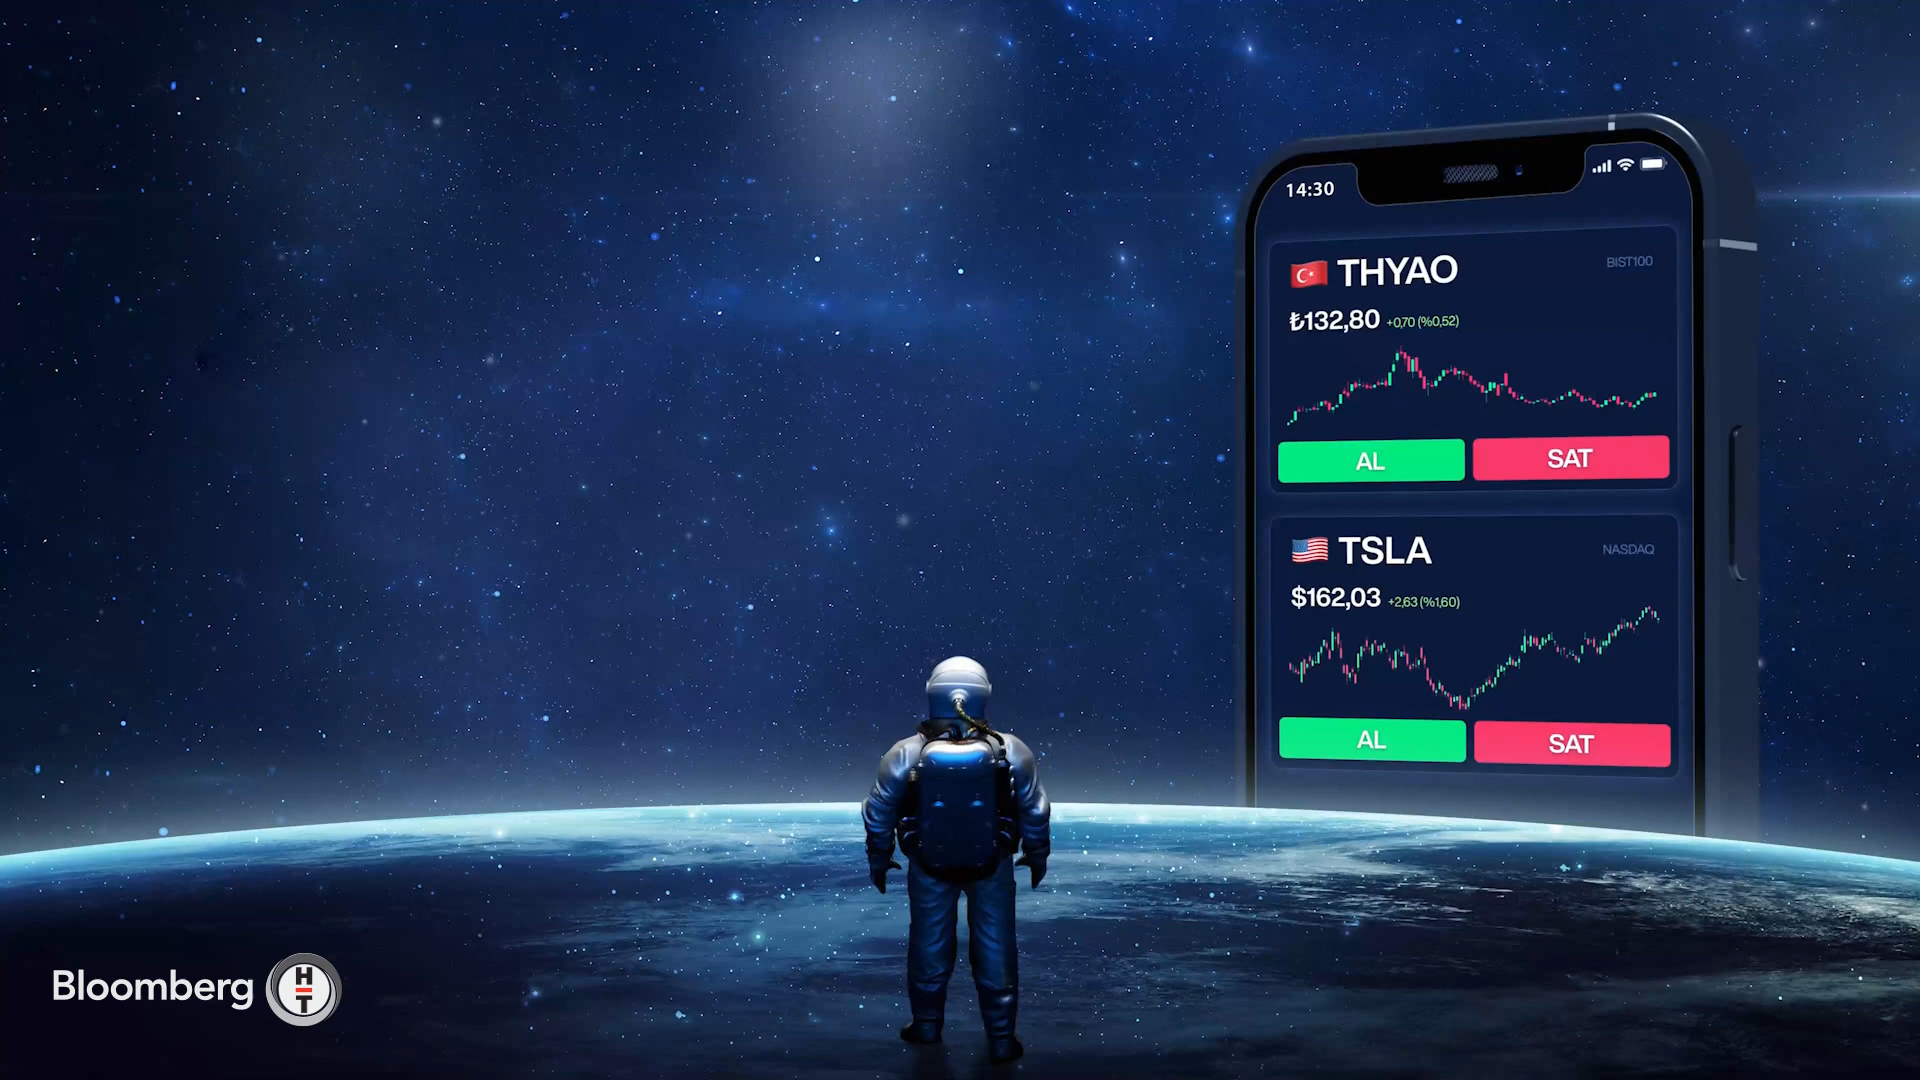 14:30
THYAO
BIST100
₺132,80 +0,70 (%0,52)
AL
SAT
TSLA
NASDAQ
$162,03 +2,63 (%1,60)
AL
SAT
Bloomberg HT